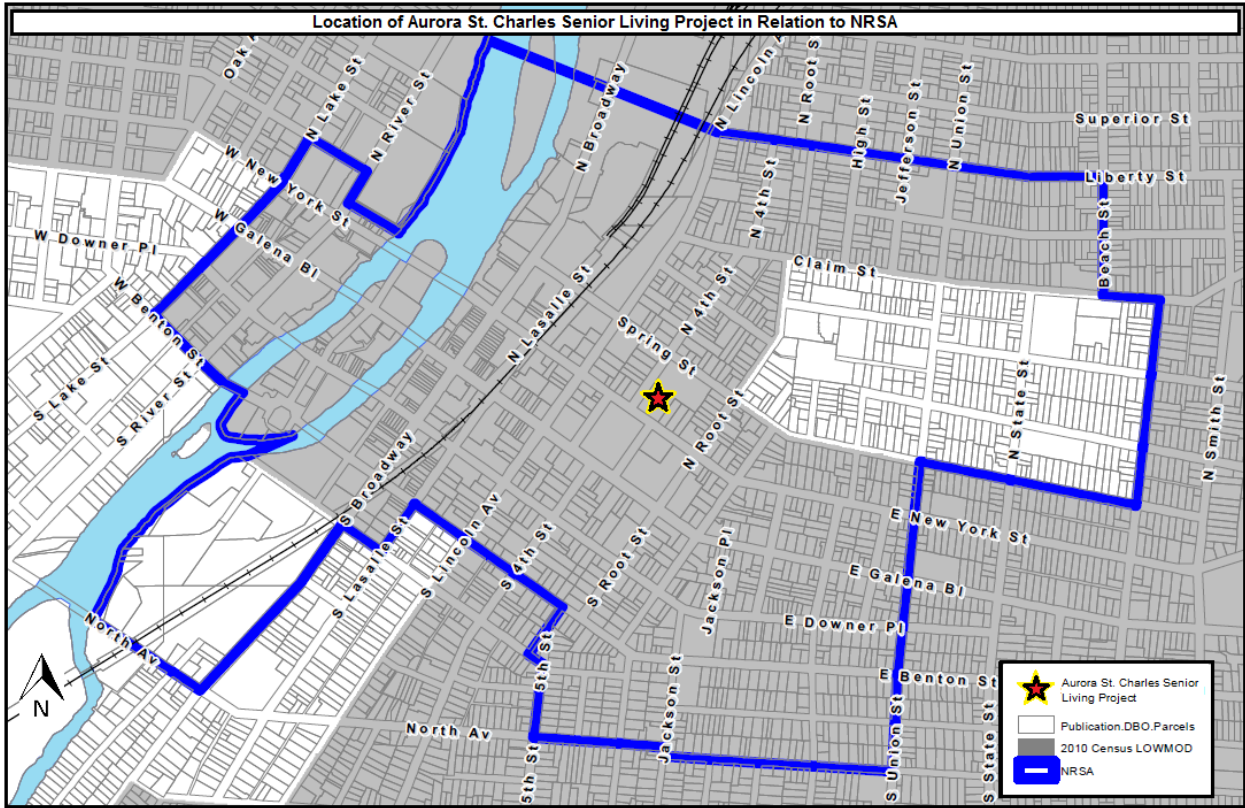 Location of Aurora St. Charles Senior Living Project in Relation to NRSA
Oak
N Lake St
N River St
N Broadway
N Lincoln A
N Root S
High St
Jefferson St
N Union St
Superior St
Liberty St
Beach St
W New York St
W Galena Bl
W Downer Pl
W Benton St
N 4th St
Claim St
N Lasalle St
N 4th St
Spring St
N Root St
S Lake St
S River St
S Broadway
N State St
N Smith St
S Lasalle St
S Lincoln Av
S 4th St
S Root St
Jackson Pl
E New York St
E Galena Bl
E Downer Pl
E Benton St
North Av
5th St
North Av
Jackson St
5th St
S Union St
S State St
N
Aurora St. Charles Senior
Living Project
Publication.DBO.Parcels
2010 Census LOWMOD
NRSA